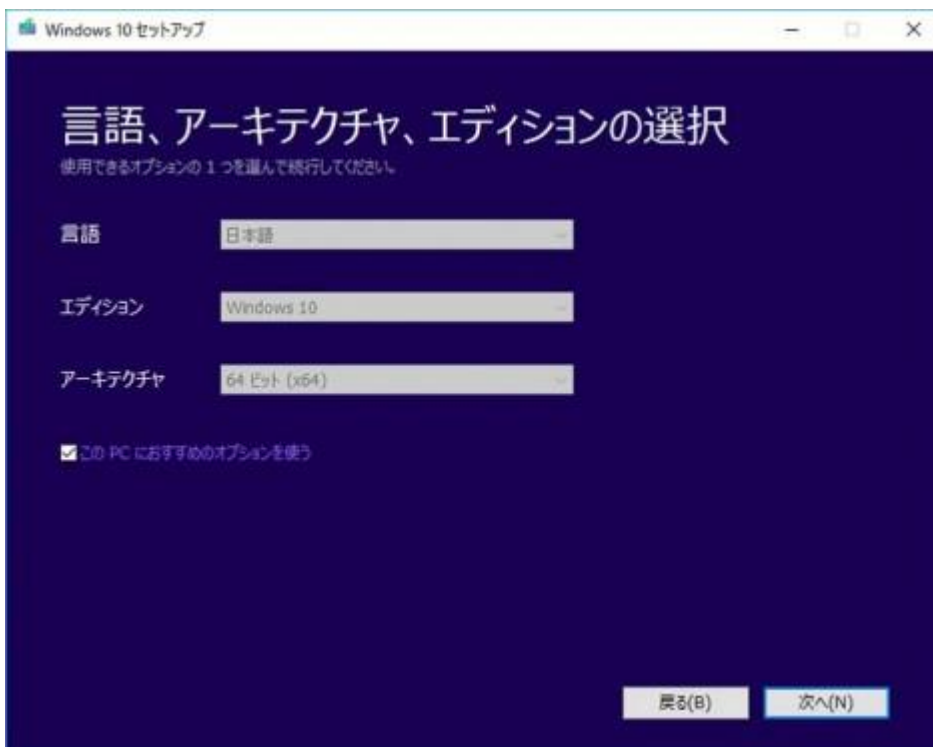 Windows 10 セットアップ
言語、アーキテクチャ、エディションの選択
使用できるオプションの 1 つを選んで続行してください。
言語 日本語
エディション Windows 10
アーキテクチャ 64 ビット (x64)
この PC におすすめのオプションを使う
戻る(B) 次へ(N)